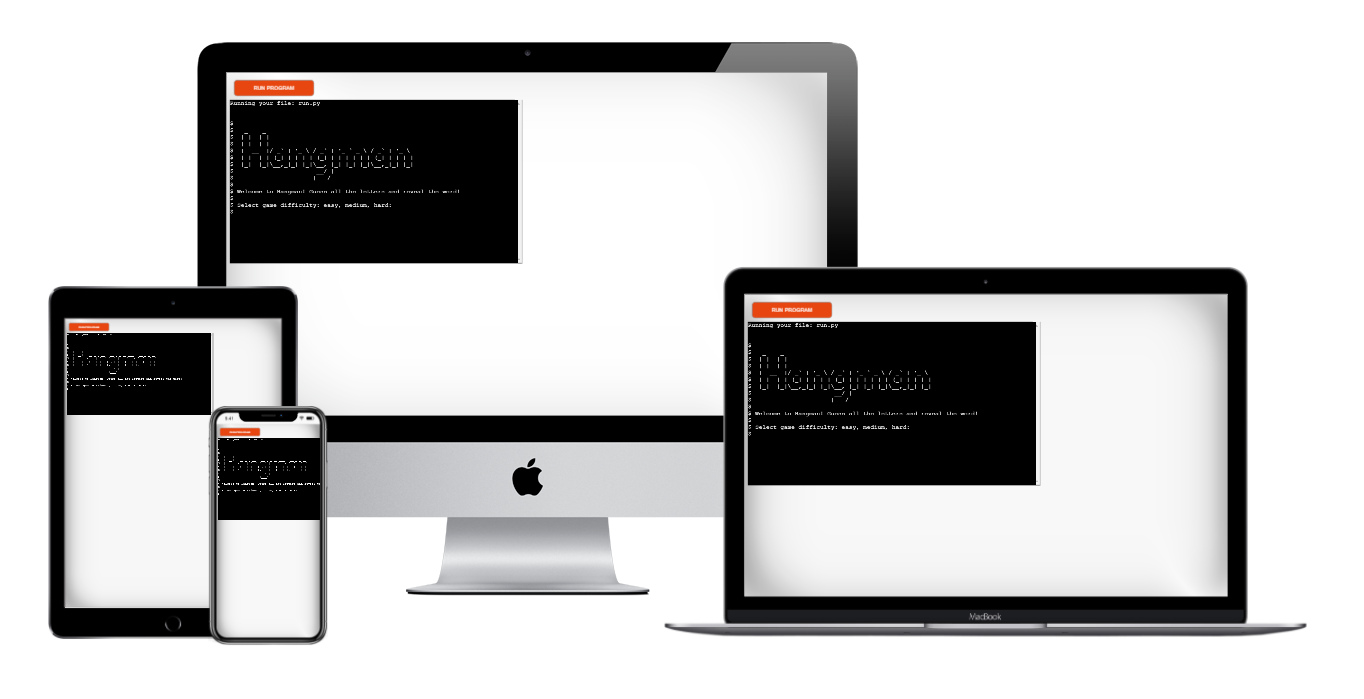 RUN PROGRAM
Running your file: run.py
Hangman
Welcome to Hangman! Guess all the letters and reveal the word!
Select game difficulty: easy, medium, hard:
RUN PROGRAM
Running your file: run.py
Hangman
Welcome to Hangman! Guess all the letters and reveal the word!
Select game difficulty: easy, medium, hard:
MacBook
RUN PROGRAM
Hangman
9:41
RUN PROGRAM
Hangman